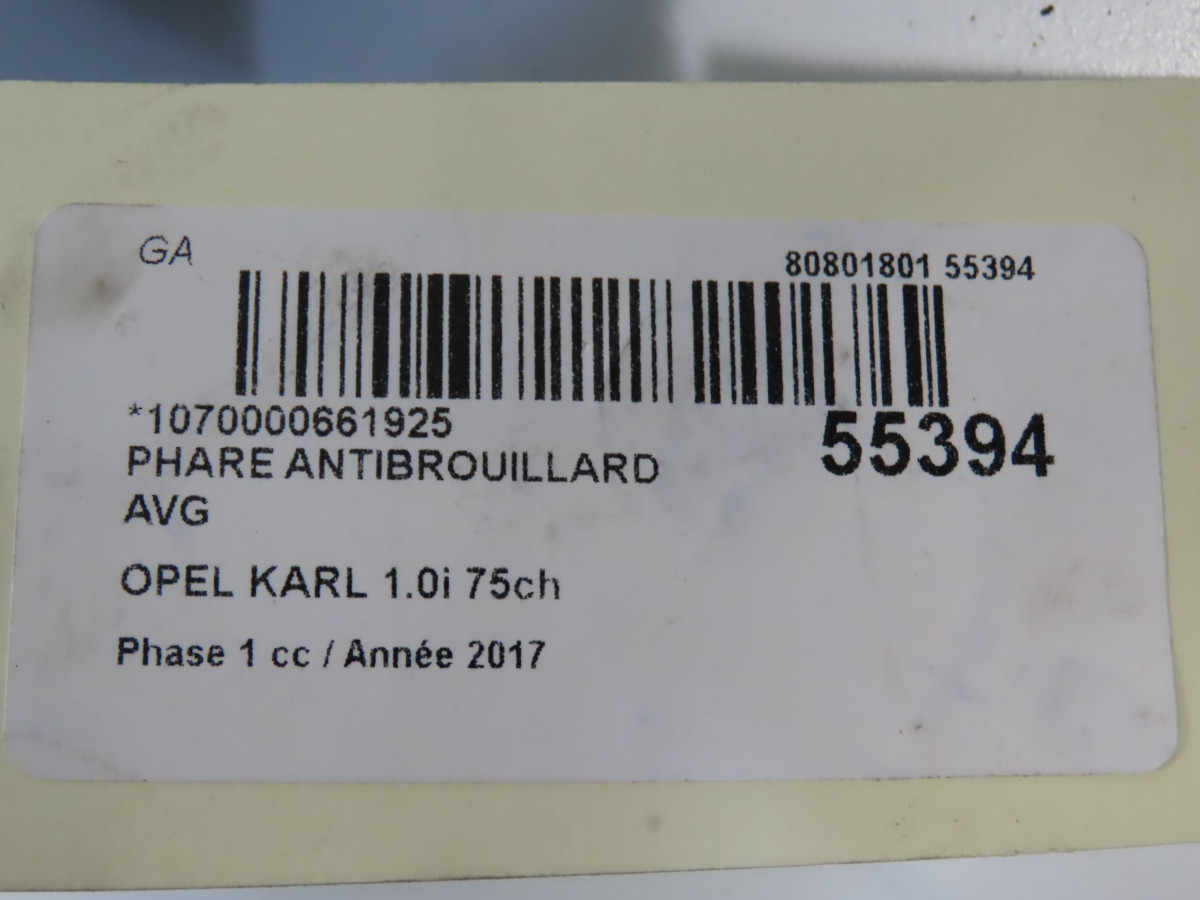 GA
80801801 55394
*1070000661925
55394
PHARE ANTIBROUILLARD
AVG
OPEL KARL 1.0i 75ch
Phase 1 cc / Année 2017